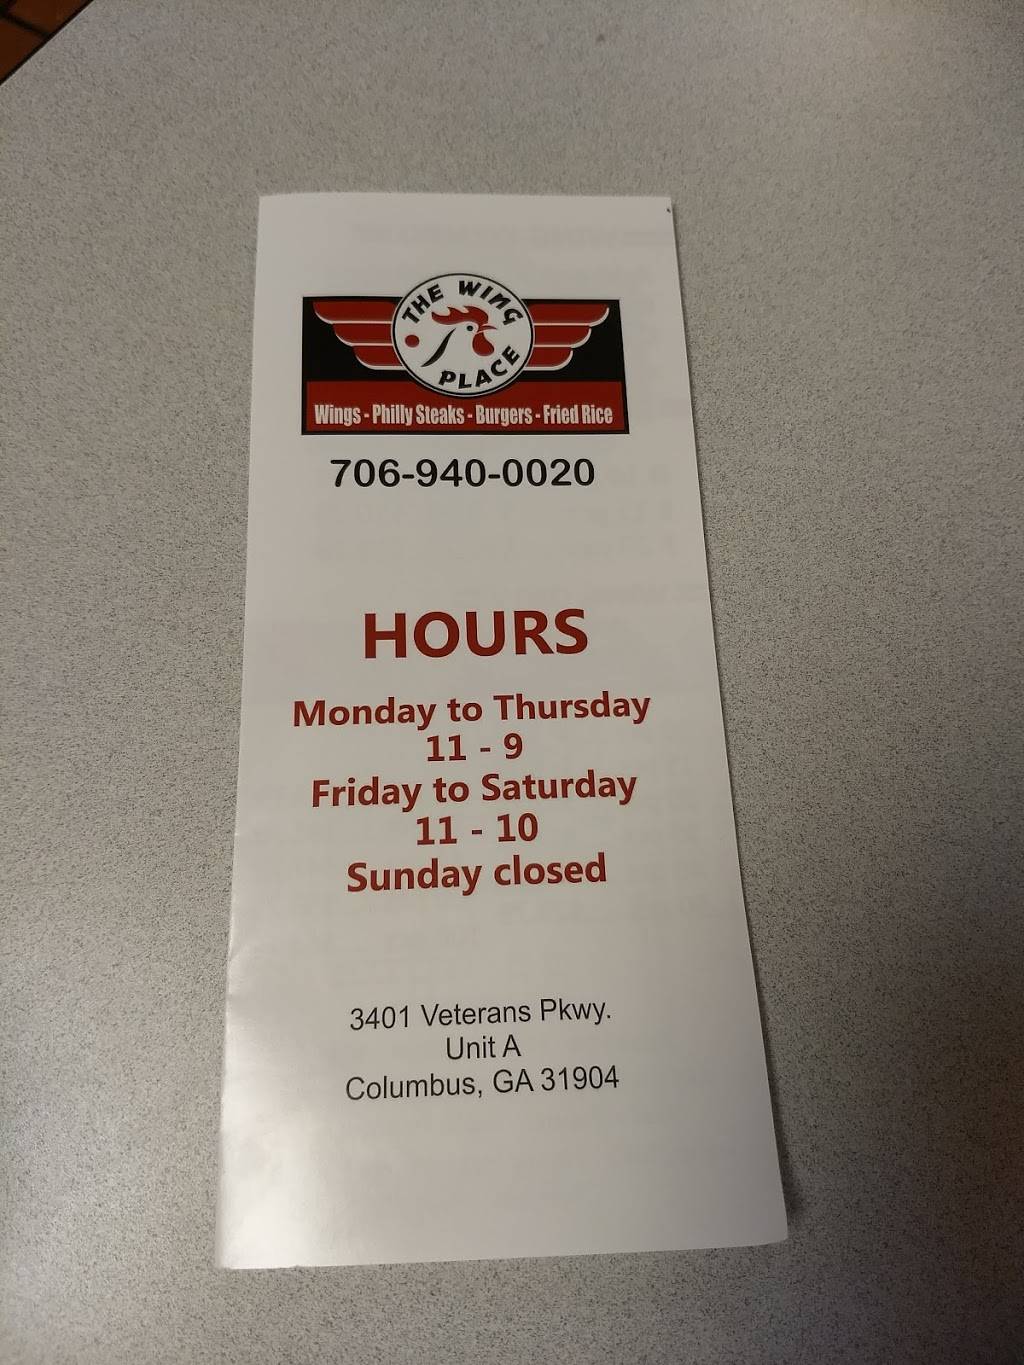 THE WING
PLACE
Wings - Philly Steaks - Burgers - Fried Rice
706-940-0020
HOURS
Monday to Thursday
11 - 9
Friday to Saturday
11 - 10
Sunday closed
3401 Veterans Pkwy.
Unit A
Columbus, GA 31904